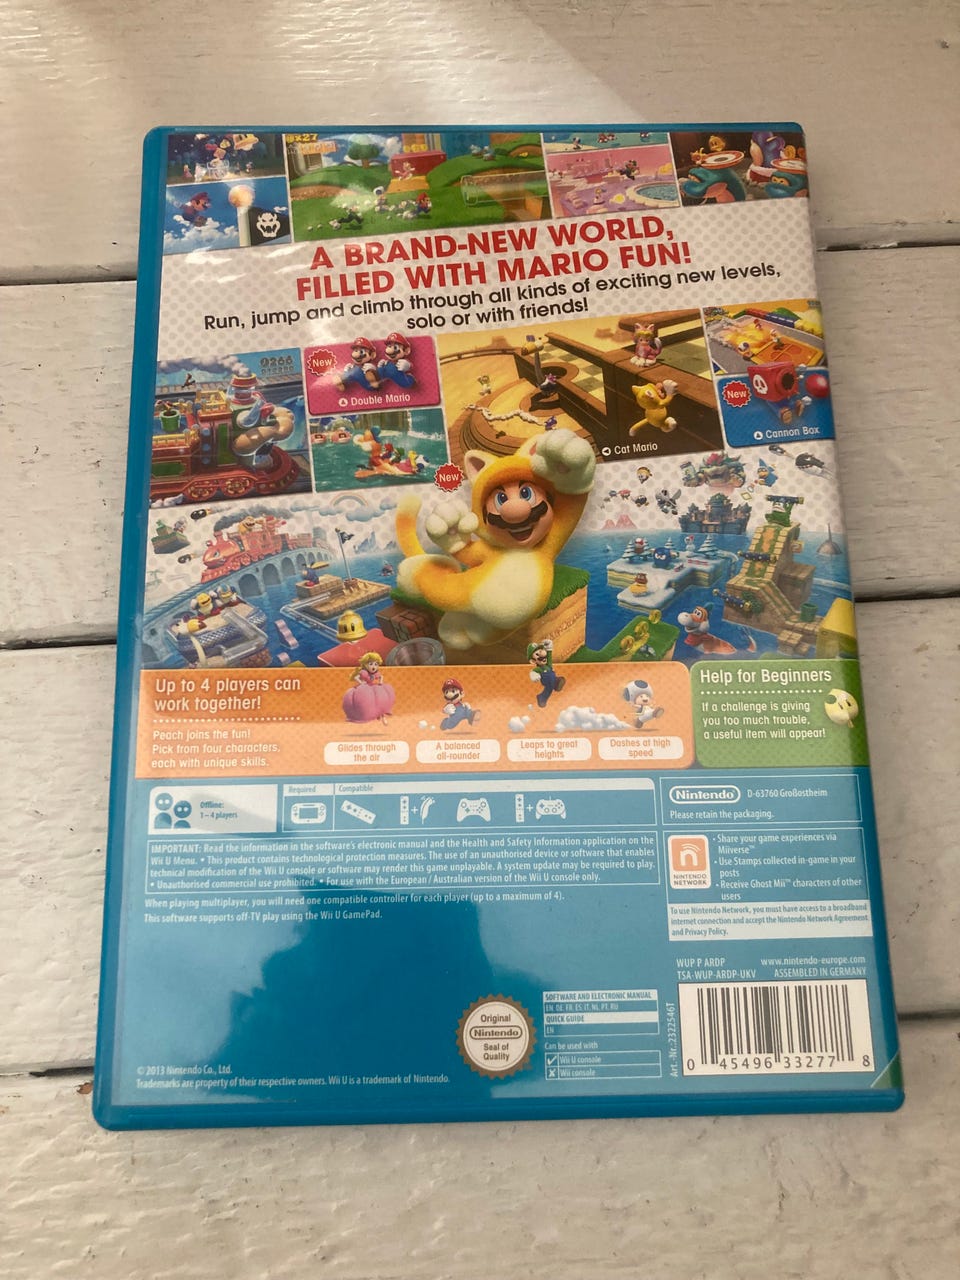 A BRAND-NEW WORLD,
FILLED WITH MARIO FUN!
Run, jump and climb through all kinds of exciting new levels,
solo or with friends!
0266
New
Double Mario
New
Cat Mario
New
Cannon Box
Up to 4 players can
work together!
Peach joins the fun!
Pick from four characters,
each with unique skills.
Glides through
the air
A balanced
all-rounder
Leaps to great
heights
Dashes at high
speed
Help for Beginners
If a challenge is giving
you too much trouble,
a useful item will appear!
Offline:
1–4 players
Required
Compatible
+
+
Nintendo
D-63760 Großostheim
Please retain the packaging.
IMPORTANT: Read the information in the software's electronic manual and the Health and Safety Information application on the
Wii U Menu. • This product contains technological protection measures. The use of an unauthorised device or software that enables
technical modification of the Wii U console or software may render this game unplayable. A system update may be required to play.
• Unauthorised commercial use prohibited. • For use with the European / Australian version of the Wii U console only.
When playing multiplayer, you will need one compatible controller for each player (up to a maximum of 4).
This software supports off-TV play using the Wii U GamePad.
NINTENDO
NETWORK
• Share your game experiences via
Miiverse™
• Use Stamps collected in-game in your
posts
• Receive Ghost Mii™ characters of other
users
To use Nintendo Network, you must have access to a broadband
internet connection and accept the Nintendo Network Agreement
and Privacy Policy.
WUP P ARDP
www.nintendo-europe.com
TSA-WUP-ARDP-UKV
ASSEMBLED IN GERMANY
Original
Nintendo
Seal of
Quality
SOFTWARE AND ELECTRONIC MANUAL
EN, DE, FR, ES, IT, NL, PT, RU
QUICK GUIDE
EN
Can be used with
Wii U console
Wii console
Art.-Nr.:2322546T
0 45496 33277 8
© 2013 Nintendo Co., Ltd.
Trademarks are property of their respective owners. Wii U is a trademark of Nintendo.